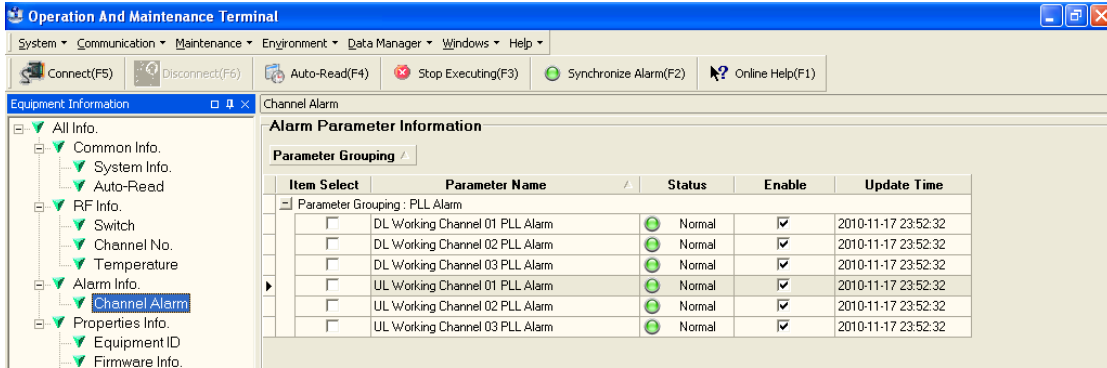 Operation And Maintenance Terminal
System Communication Maintenance Environment Data Manager Windows Help
Connect(F5) Disconnect(F6) Auto-Read(F4) Stop Executing(F3) Synchronize Alarm(F2) Online Help(F1)
Equipment Information
All Info.
Common Info.
System Info.
Auto-Read
RF Info.
Switch
Channel No.
Temperature
Alarm Info.
Channel Alarm
Properties Info.
Equipment ID
Firmware Info.
Channel Alarm
Alarm Parameter Information
Parameter Grouping
Item Select Parameter Name Status Enable Update Time
Parameter Grouping : PLL Alarm
DL Working Channel 01 PLL Alarm Normal 2010-11-17 23:52:32
DL Working Channel 02 PLL Alarm Normal 2010-11-17 23:52:32
DL Working Channel 03 PLL Alarm Normal 2010-11-17 23:52:32
UL Working Channel 01 PLL Alarm Normal 2010-11-17 23:52:32
UL Working Channel 02 PLL Alarm Normal 2010-11-17 23:52:32
UL Working Channel 03 PLL Alarm Normal 2010-11-17 23:52:32